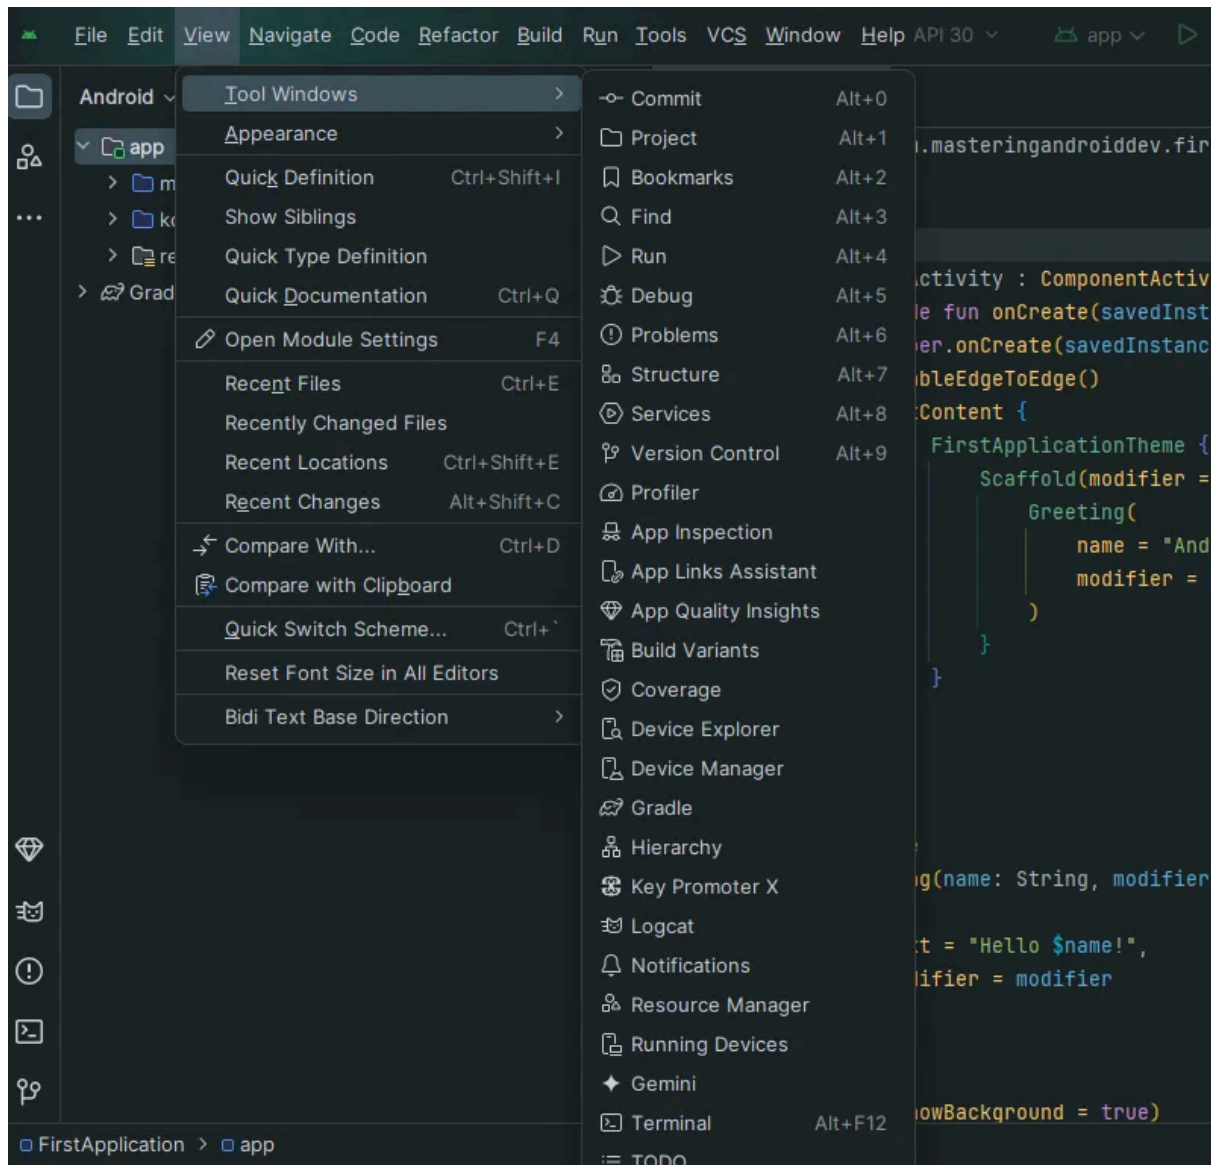 File Edit View Navigate Code Refactor Build Run Tools VCS Window Help API 30 app
Android
app
Grad
Tool Windows
Appearance
Quick Definition Ctrl+Shift+I
Show Siblings
Quick Type Definition
Quick Documentation Ctrl+Q
Open Module Settings F4
Recent Files Ctrl+E
Recently Changed Files
Recent Locations Ctrl+Shift+E
Recent Changes Alt+Shift+C
Compare With... Ctrl+D
Compare with Clipboard
Quick Switch Scheme... Ctrl+`
Reset Font Size in All Editors
Bidi Text Base Direction
Commit Alt+0
Project Alt+1
Bookmarks Alt+2
Find Alt+3
Run Alt+4
Debug Alt+5
Problems Alt+6
Structure Alt+7
Services Alt+8
Version Control Alt+9
Profiler
App Inspection
App Links Assistant
App Quality Insights
Build Variants
Coverage
Device Explorer
Device Manager
Gradle
Hierarchy
Key Promoter X
Logcat
Notifications
Resource Manager
Running Devices
Gemini
Terminal Alt+F12
TODO
.masteringandroiddev.fir
ctivity : ComponentActiv
e fun onCreate(savedInst
er.onCreate(savedInstanc
bleEdgeToEdge()
Content {
FirstApplicationTheme {
Scaffold(modifier =
Greeting(
name = "And
modifier =
)
}
}
g(name: String, modifier
t = "Hello $name!",
ifier = modifier
owBackground = true)
FirstApplication > app